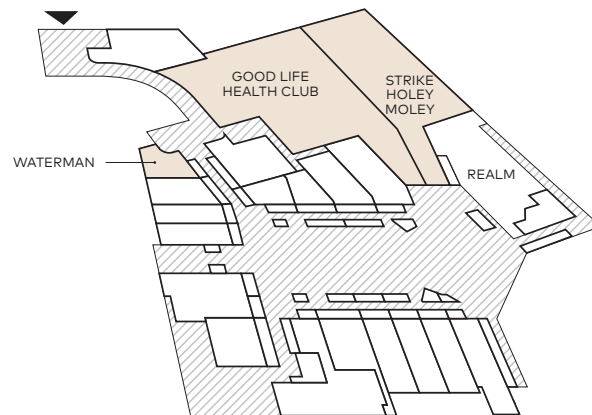 GOOD LIFE
HEALTH CLUB
STRIKE
HOLEY
MOLEY
WATERMAN
REALM